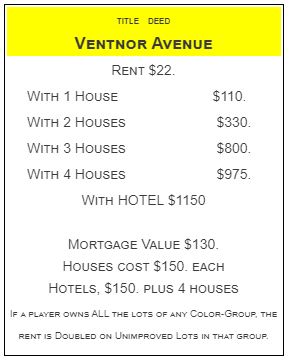 TITLE DEED
VENTNOR AVENUE
RENT $22.
WITH 1 HOUSE $110.
WITH 2 HOUSES $330.
WITH 3 HOUSES $800.
WITH 4 HOUSES $975.
WITH HOTEL $1150
MORTGAGE VALUE $130.
HOUSES COST $150. EACH
HOTELS, $150. PLUS 4 HOUSES
IF A PLAYER OWNS ALL THE LOTS OF ANY COLOR-GROUP, THE
RENT IS DOUBLED ON UNIMPROVED LOTS IN THAT GROUP.